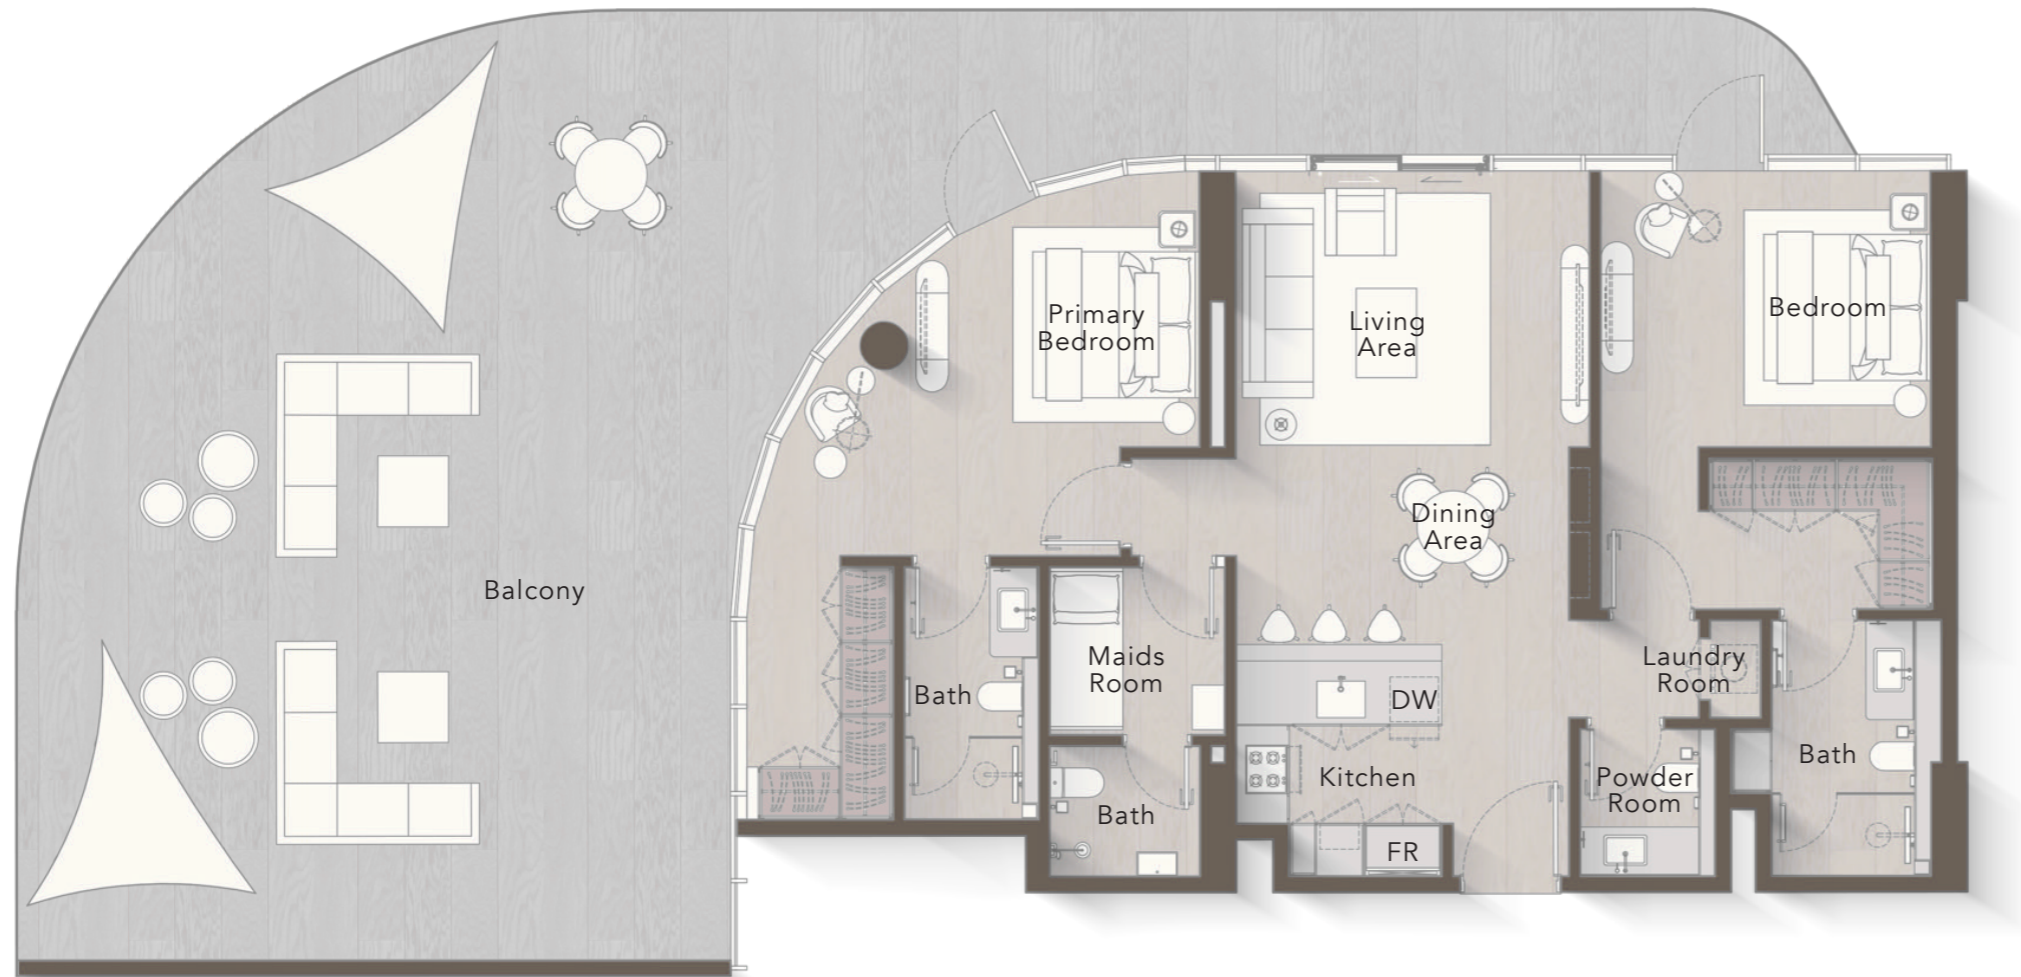 Primary
Bedroom
Living
Area
Bedroom
Dining
Area
Balcony
Maids
Room
Laundry
Room
Bath
DW
Bath
Kitchen
Powder
Room
Bath
FR